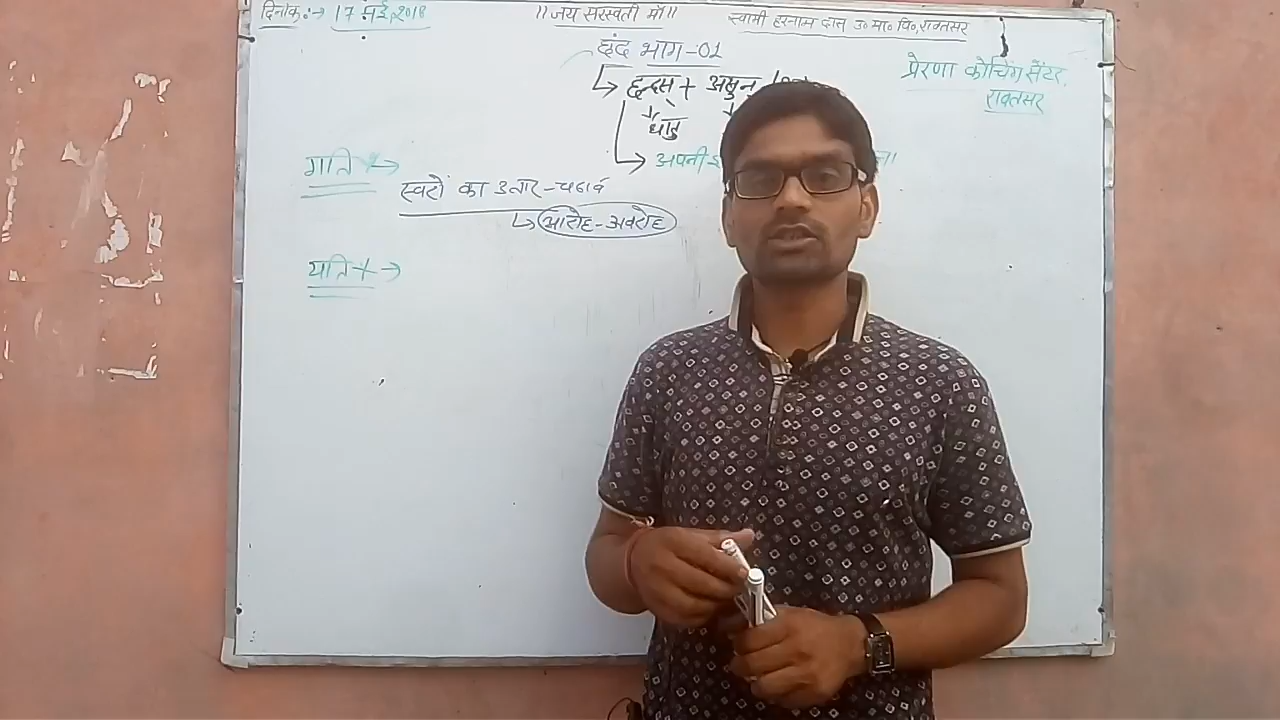 दिनांक :-> 17 मई, 2018
॥जय सरस्वती माँ॥
स्वामी हरनाम दास उ० मा० वि०, रावतसर
छंद भाग-01
प्रेरणा कोचिंग सेंटर,
रावतसर
छन्दस् + असुन्
धातु
अपनी
गति :->
स्वरों का उतार-चढाव
आरोह-अवरोह
यति :->